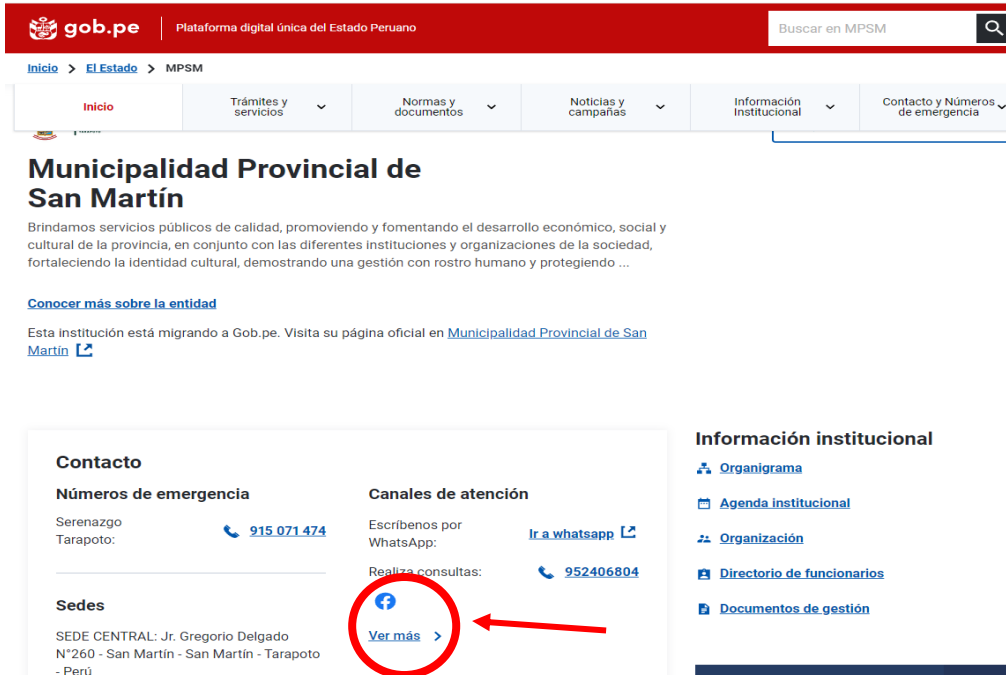 gob.pe
Plataforma digital única del Estado Peruano
Buscar en MPSM
Inicio > El Estado > MPSM
Inicio
Trámites y
servicios
Normas y
documentos
Noticias y
campañas
Información
Institucional
Contacto y Números
de emergencia
Municipalidad Provincial de
San Martín
Brindamos servicios públicos de calidad, promoviendo y fomentando el desarrollo económico, social y
cultural de la provincia, en conjunto con las diferentes instituciones y organizaciones de la sociedad,
fortaleciendo la identidad cultural, demostrando una gestión con rostro humano y protegiendo ...
Conocer más sobre la entidad
Esta institución está migrando a Gob.pe. Visita su página oficial en Municipalidad Provincial de San
Martín
Contacto
Números de emergencia
Serenazgo
Tarapoto:
915 071 474
Sedes
SEDE CENTRAL: Jr. Gregorio Delgado
N°260 - San Martín - San Martín - Tarapoto
- Perú
Canales de atención
Escríbenos por
WhatsApp:
Ir a whatsapp
Realiza consultas:
952406804
Ver más >
Información institucional
Organigrama
Agenda institucional
Organización
Directorio de funcionarios
Documentos de gestión